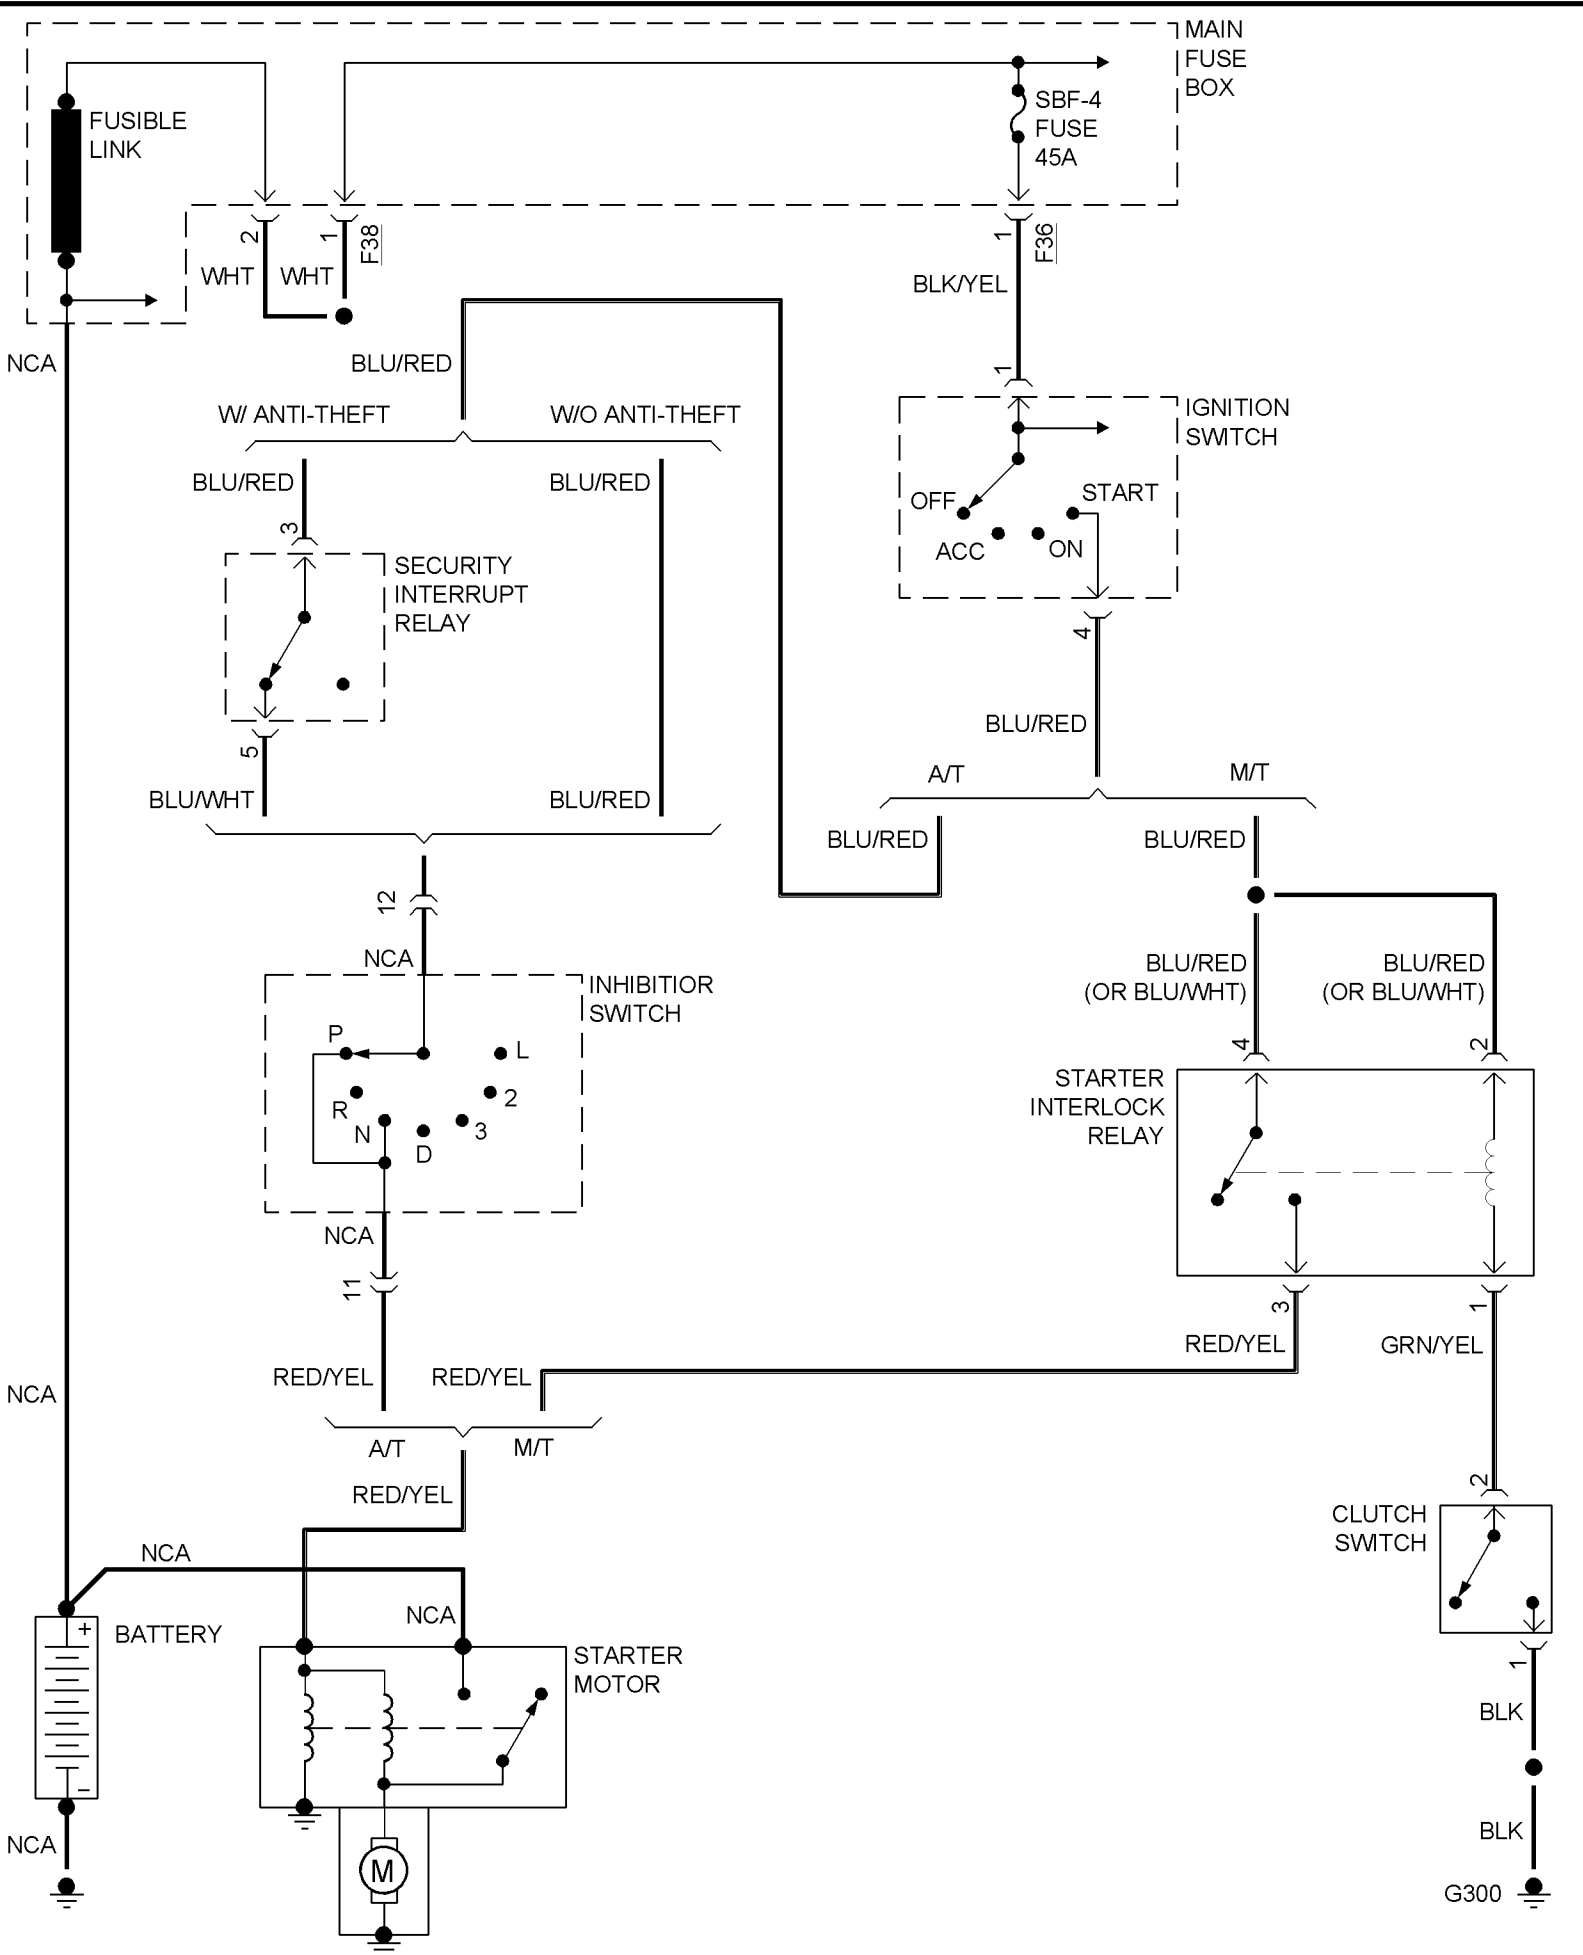 MAIN
FUSE
BOX
FUSIBLE
LINK
SBF-4
FUSE
45A
2
1
F38
1
F36
WHT
WHT
BLK/YEL
NCA
BLU/RED
1
W/ ANTI-THEFT
W/O ANTI-THEFT
IGNITION
SWITCH
BLU/RED
BLU/RED
OFF
START
ACC
ON
3
SECURITY
INTERRUPT
RELAY
4
5
BLU/RED
BLU/WHT
BLU/RED
A/T
M/T
BLU/RED
BLU/RED
12
NCA
BLU/RED
(OR BLU/WHT)
BLU/RED
(OR BLU/WHT)
INHIBITIOR
SWITCH
P
L
R
2
N
3
D
4
2
STARTER
INTERLOCK
RELAY
NCA
11
3
1
RED/YEL
GRN/YEL
RED/YEL
RED/YEL
NCA
A/T
M/T
RED/YEL
2
CLUTCH
SWITCH
NCA
NCA
+
BATTERY
STARTER
MOTOR
1
BLK
−
NCA
BLK
M
G300